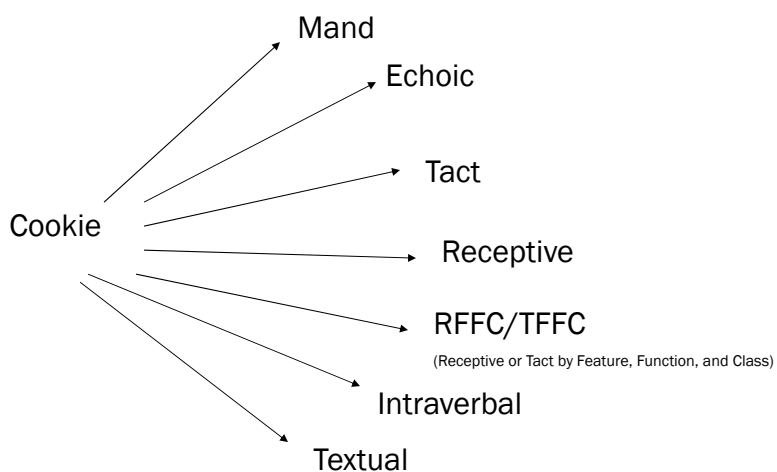 Mand
Echoic
Tact
Cookie
Receptive
RFFC/TFFC
(Receptive or Tact by Feature, Function, and Class)
Intraverbal
Textual